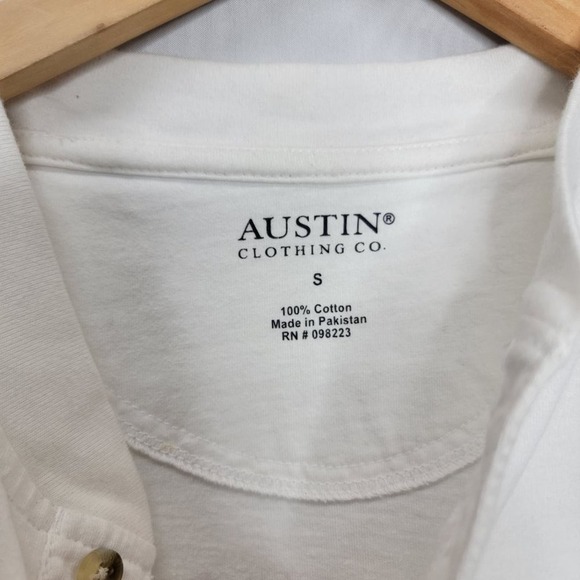 AUSTIN®
CLOTHING CO.
S
100% Cotton
Made in Pakistan
RN # 098223